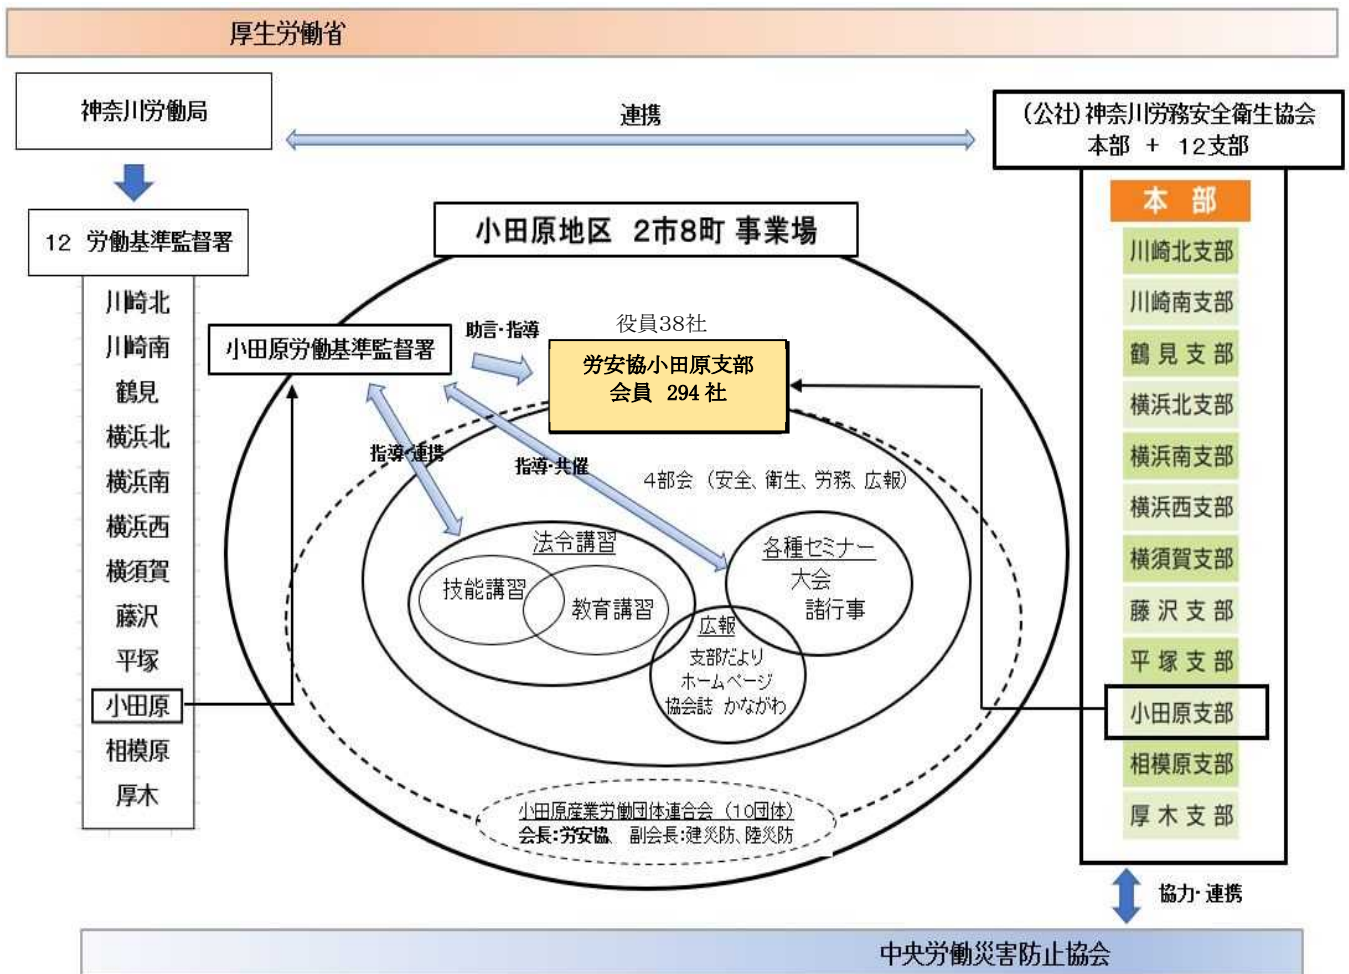 厚生労働省
神奈川労働局
連携
(公社)神奈川労務安全衛生協会
本部 + 12支部
12 労働基準監督署
川崎北
川崎南
鶴見
横浜北
横浜南
横浜西
横須賀
藤沢
平塚
小田原
相模原
厚木
小田原地区 2市8町 事業場
小田原労働基準監督署
助言・指導
役員38社
労安協小田原支部
会員 294 社
指導・連携
指導・共催
4部会 (安全、衛生、労務、広報)
法令講習
技能講習
教育講習
各種セミナー
大会
諸行事
広報
支部だより
ホームページ
協会誌 かながわ
小田原産業労働団体連合会 (10団体)
会長:労安協、 副会長:建災防、陸災防
本 部
川崎北支部
川崎南支部
鶴見支部
横浜北支部
横浜南支部
横浜西支部
横須賀支部
藤沢支部
平塚支部
小田原支部
相模原支部
厚木支部
協力・連携
中央労働災害防止協会